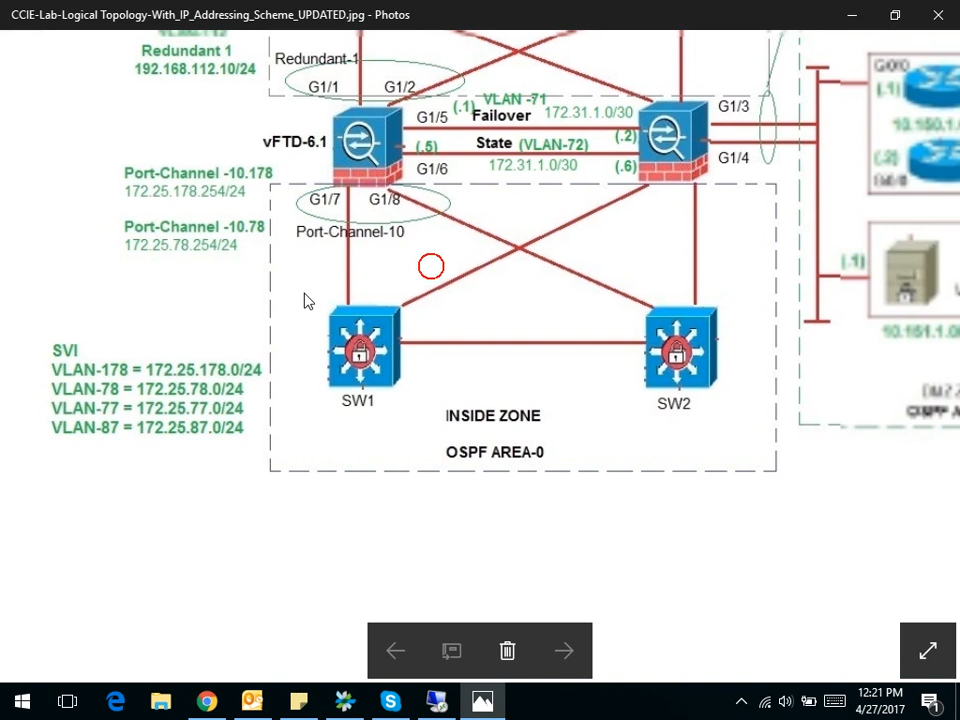 CCIE-Lab-Logical Topology-With_IP_Addressing_Scheme_UPDATED.jpg - Photos
Redundant 1
192.168.112.10/24
Redundant-1
G1/1
G1/2
vFTD-6.1
G1/5
(.1)
VLAN -71
Failover
172.31.1.0/30
(.2)
G1/3
(.5)
State (VLAN-72)
G1/6
172.31.1.0/30
(.6)
G1/4
Port-Channel -10.178
172.25.178.254/24
Port-Channel -10.78
172.25.78.254/24
G1/7
G1/8
Port-Channel-10
SVI
VLAN-178 = 172.25.178.0/24
VLAN-78 = 172.25.78.0/24
VLAN-77 = 172.25.77.0/24
VLAN-87 = 172.25.87.0/24
SW1
SW2
INSIDE ZONE
OSPF AREA-0
G0/0
(.1)
(.2)
(.1)
12:21 PM
4/27/2017
1